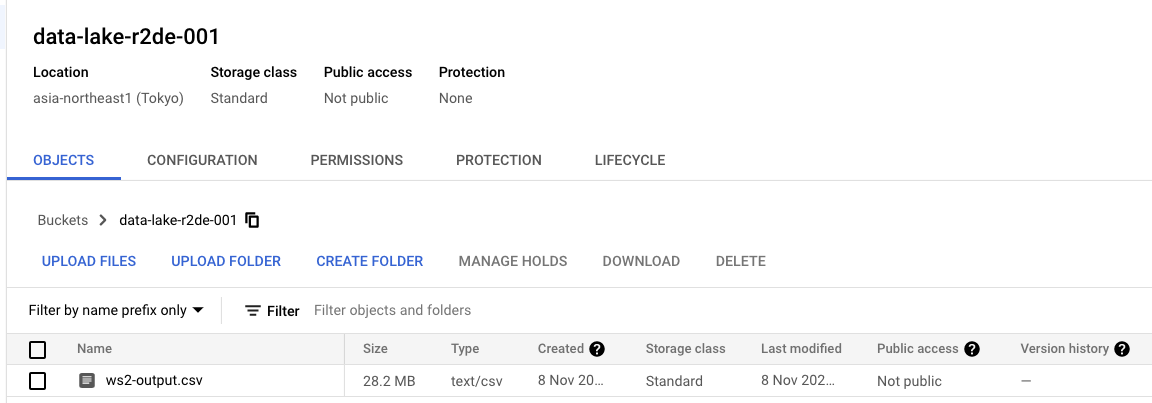 data-lake-r2de-001
Location Storage class Public access Protection
asia-northeast1 (Tokyo) Standard Not public None
OBJECTS CONFIGURATION PERMISSIONS PROTECTION LIFECYCLE
Buckets data-lake-r2de-001
UPLOAD FILES UPLOAD FOLDER CREATE FOLDER MANAGE HOLDS DOWNLOAD DELETE
Filter by name prefix only Filter Filter objects and folders
Name Size Type Created ? Storage class Last modified Public access ? Version history ?
ws2-output.csv 28.2 MB text/csv 8 Nov 20… Standard 8 Nov 202… Not public —